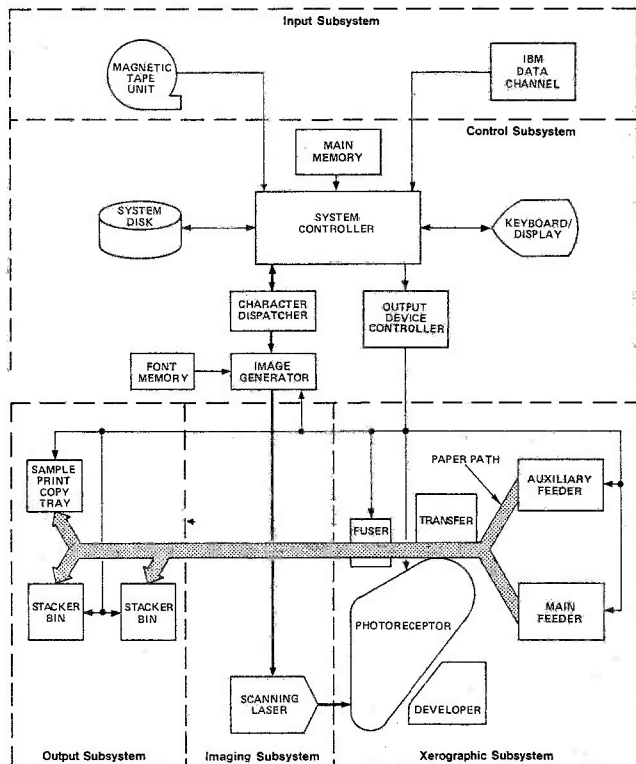 Input Subsystem
MAGNETIC
TAPE
UNIT
IBM
DATA
CHANNEL
Control Subsystem
MAIN
MEMORY
SYSTEM
DISK
SYSTEM
CONTROLLER
KEYBOARD/
DISPLAY
CHARACTER
DISPATCHER
OUTPUT
DEVICE
CONTROLLER
FONT
MEMORY
IMAGE
GENERATOR
SAMPLE
PRINT
COPY
TRAY
PAPER PATH
AUXILIARY
FEEDER
FUSER
TRANSFER
STACKER
BIN
STACKER
BIN
PHOTORECEPTOR
MAIN
FEEDER
SCANNING
LASER
DEVELOPER
Output Subsystem
Imaging Subsystem
Xerographic Subsystem